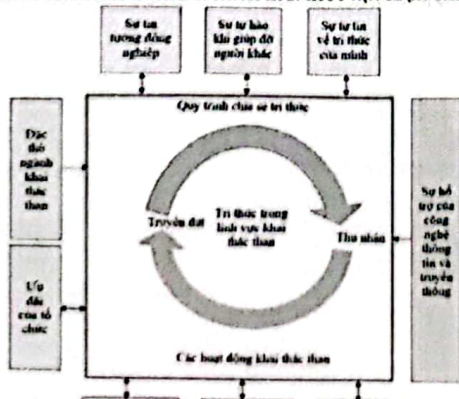 Sự tin
tưởng đồng
nghiệp
Sự tự hào
khi giúp đỡ
người khác
Sự tự tin
về tri thức
của mình
Quy trình chia sẻ tri thức
Đặc
thù
ngành
khai
thác
than
Ưu
đãi
của tổ
chức
Truyền đạt
Tri thức trong
lĩnh vực khai
thác than
Thu nhận
Sự hỗ
trợ của
công
nghệ
thông
tin và
truyền
thông
Các hoạt động khai thác than